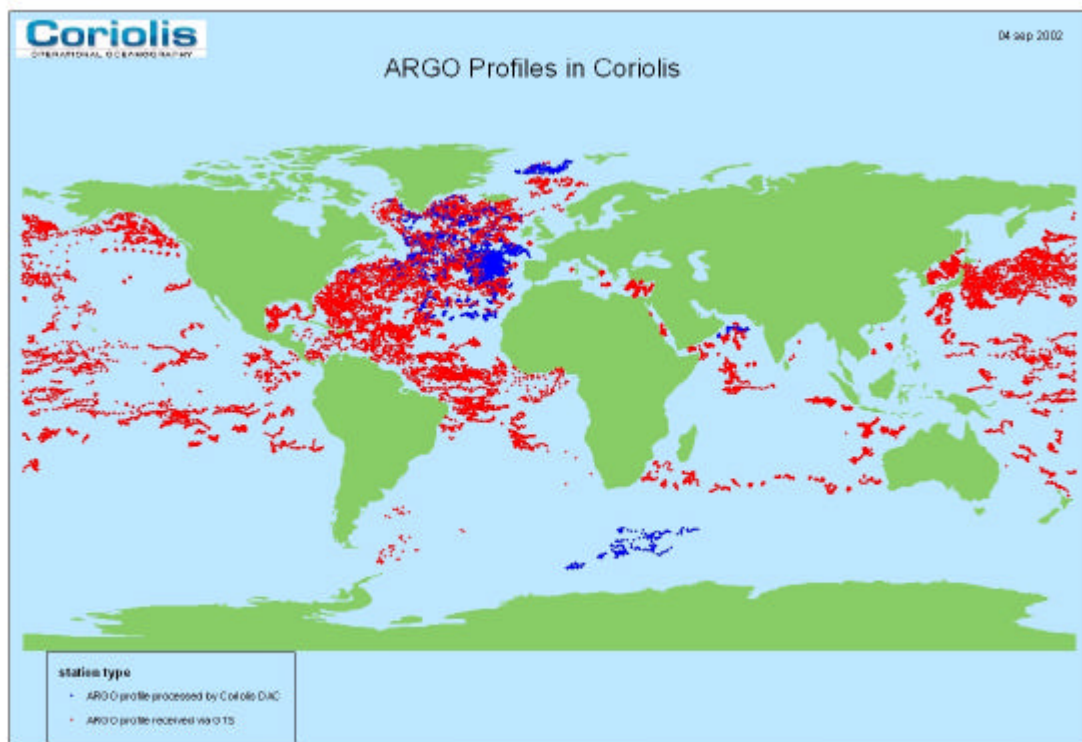 Coriolis
OPERATIONAL OCEANOGRAPHY
04 sep 2002
ARGO Profiles in Coriolis
station type
ARGO profile processed by Coriolis DAC
ARGO profile received via GTS